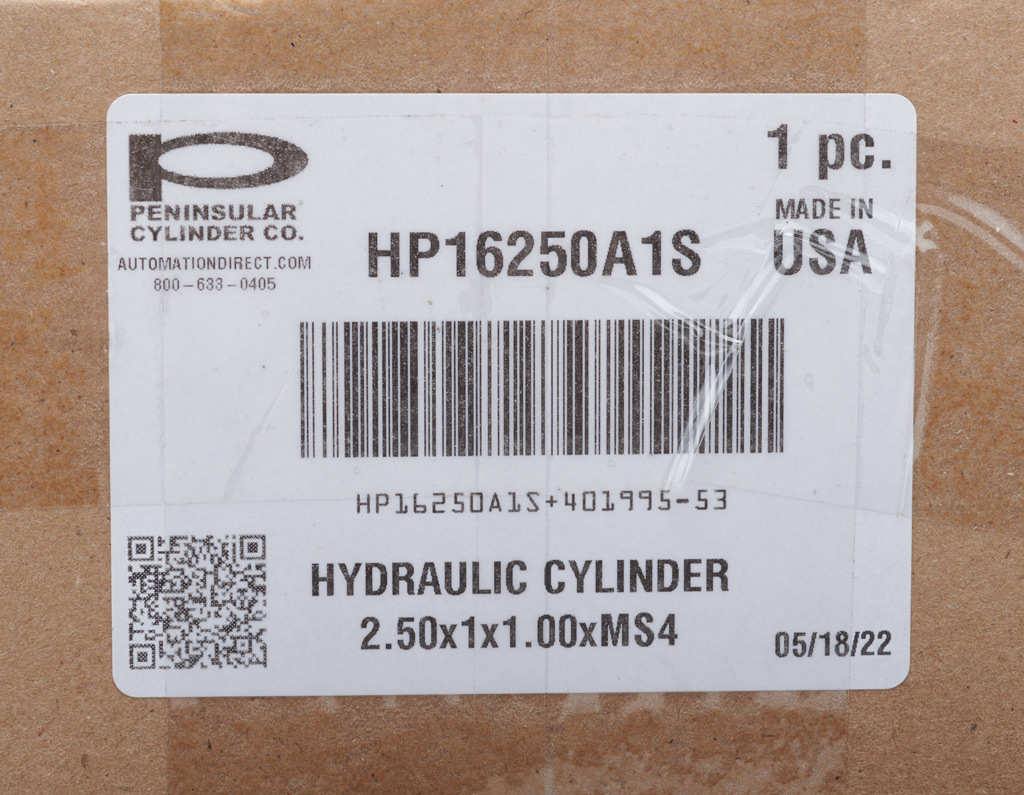 PENINSULAR
CYLINDER CO.
AUTOMATIONDIRECT.COM
800-633-0405
HP16250A1S
1 pc.
MADE IN
USA
HP16250A1S+401995-53
HYDRAULIC CYLINDER
2.50x1x1.00xMS4
05/18/22